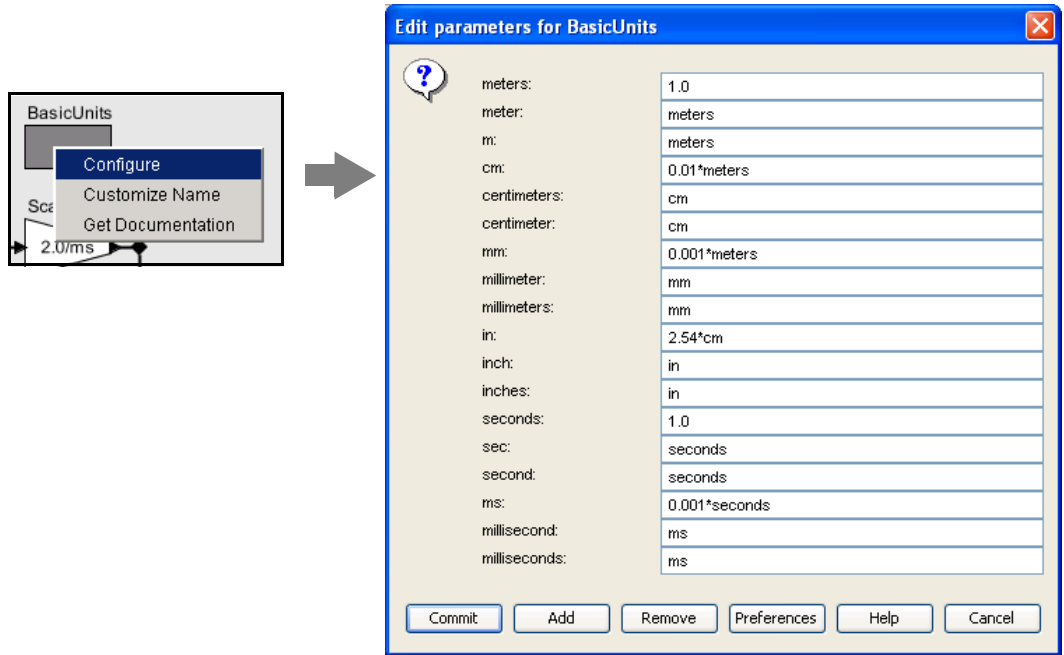 BasicUnits
Configure
Customize Name
Get Documentation
2.0/ms
Edit parameters for BasicUnits
?
meters: 1.0
meter: meters
m: meters
cm: 0.01*meters
centimeters: cm
centimeter: cm
mm: 0.001*meters
millimeter: mm
millimeters: mm
in: 2.54*cm
inch: in
inches: in
seconds: 1.0
sec: seconds
second: seconds
ms: 0.001*seconds
millisecond: ms
milliseconds: ms
Commit Add Remove Preferences Help Cancel